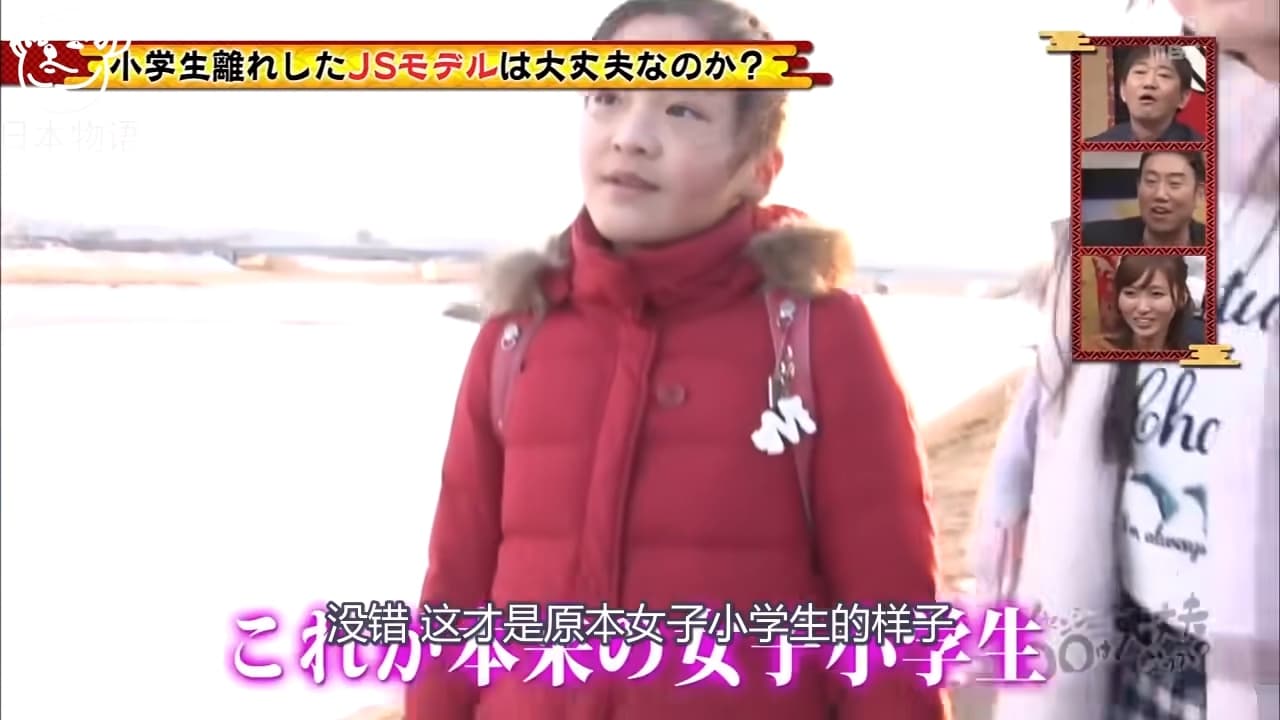 小学生離れしたJSモデルは大丈夫なのか？
日本物语
Cho
I'm always
没错 这才是原本女子小学生的样子
これが本来の女子小学生